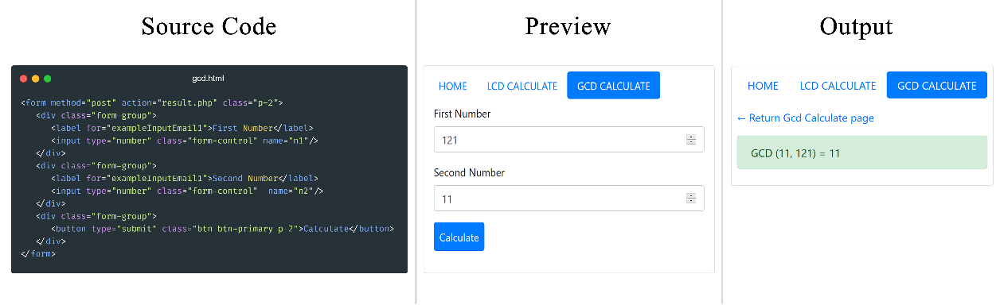 Source Code
gcd.html
<form method="post" action="result.php" class="p-2">
<div class="form-group">
<label for="exampleInputEmail1">First Number</label>
<input type="number" class="form-control" name="n1"/>
</div>
<div class="form-group">
<label for="exampleInputEmail1">Second Number</label>
<input type="number" class="form-control"  name="n2"/>
</div>
<div class="form-group">
<button type="submit" class="btn btn-primary p-2">Calculate</button>
</div>
</form>
Preview
HOME LCD CALCULATE GCD CALCULATE
First Number
121
Second Number
11
Calculate
Output
HOME LCD CALCULATE GCD CALCULATE
← Return Gcd Calculate page
GCD (11, 121) = 11